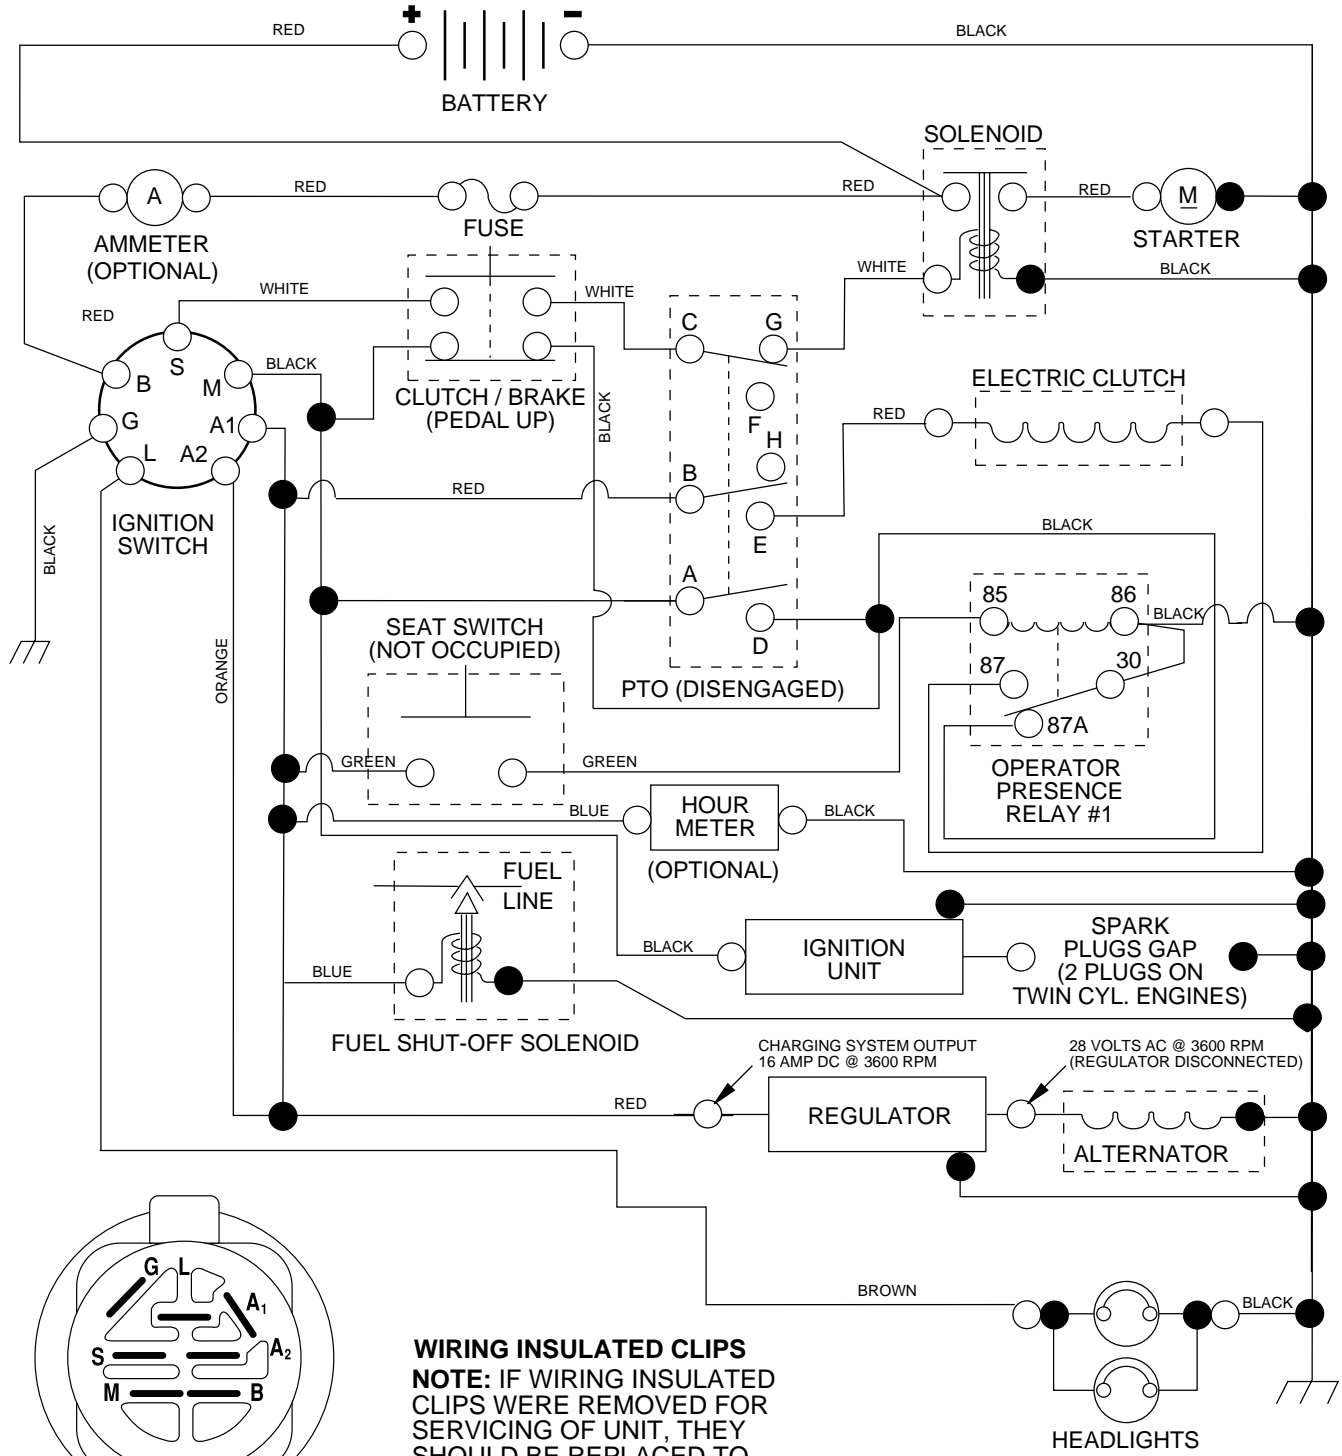 + −
RED
BLACK
BATTERY
SOLENOID
A
RED
RED
RED
M
FUSE
STARTER
AMMETER
(OPTIONAL)
WHITE
BLACK
WHITE
WHITE
RED
C G
S
B M
BLACK
ELECTRIC CLUTCH
CLUTCH / BRAKE
(PEDAL UP)
BLACK
F
RED
G A1
H
L A2
B
RED
IGNITION
SWITCH
E
BLACK
BLACK
A
85 86
BLACK
SEAT SWITCH
(NOT OCCUPIED)
D
ORANGE
87 30
PTO (DISENGAGED)
87A
GREEN
GREEN
OPERATOR
PRESENCE
RELAY #1
BLUE
HOUR
METER
BLACK
(OPTIONAL)
FUEL
LINE
SPARK
PLUGS GAP
(2 PLUGS ON
TWIN CYL. ENGINES)
BLACK
IGNITION
UNIT
BLUE
FUEL SHUT-OFF SOLENOID
CHARGING SYSTEM OUTPUT
16 AMP DC @ 3600 RPM
28 VOLTS AC @ 3600 RPM
(REGULATOR DISCONNECTED)
RED
REGULATOR
ALTERNATOR
G L
A1
A2
S
M B
BROWN
BLACK
HEADLIGHTS
WIRING INSULATED CLIPS
NOTE: IF WIRING INSULATED
CLIPS WERE REMOVED FOR
SERVICING OF UNIT, THEY
SHOULD BE REPLACED TO